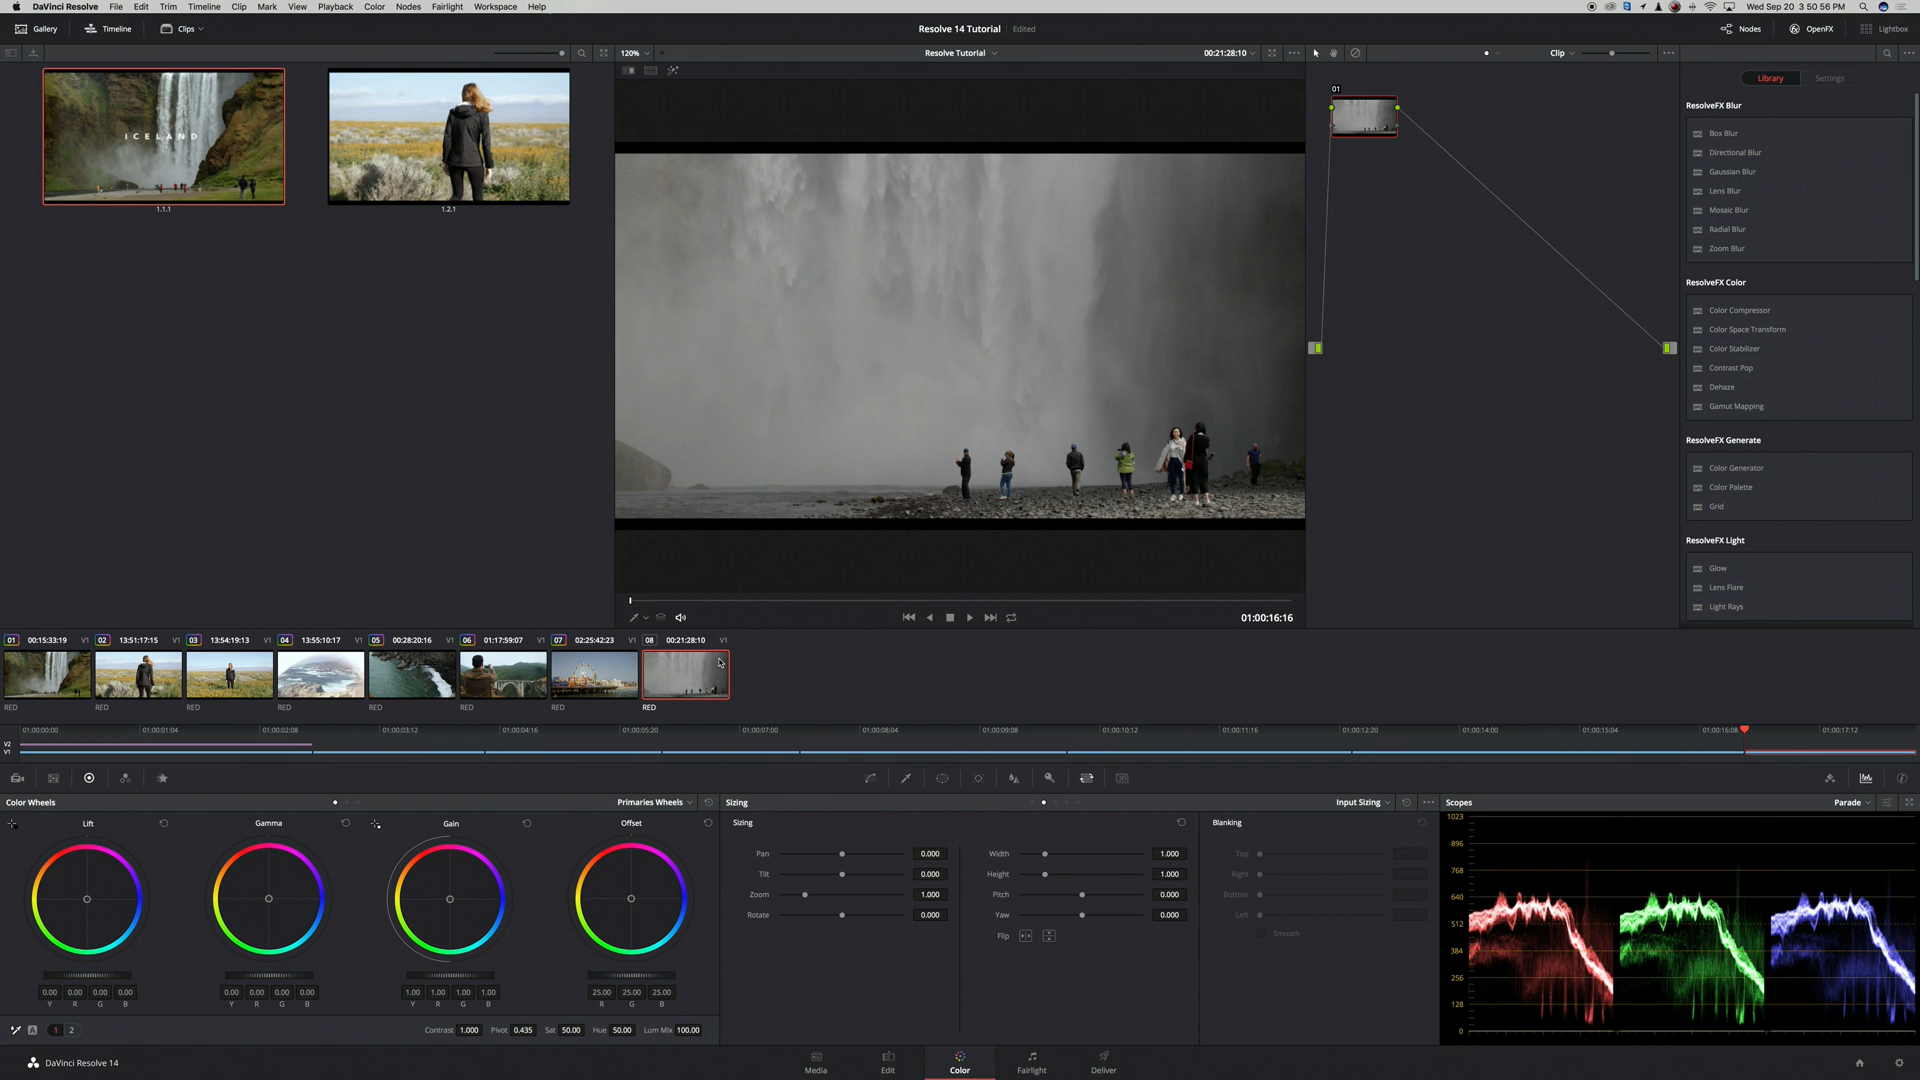 DaVinci Resolve File Edit Trim Timeline Clip Mark View Playback Color Nodes Fairlight Workspace Help
Wed Sep 20 3 50 56 PM
Gallery Timeline Clips
Resolve 14 Tutorial Edited
Nodes OpenFX Lightbox
120% Resolve Tutorial 00:21:28:10
Clip
Library Settings
ICELAND
1.1.1 1.2.1
01
ResolveFX Blur
Box Blur
Directional Blur
Gaussian Blur
Lens Blur
Mosaic Blur
Radial Blur
Zoom Blur
ResolveFX Color
Color Compressor
Color Space Transform
Color Stabilizer
Contrast Pop
Dehaze
Gamut Mapping
ResolveFX Generate
Color Generator
Color Palette
Grid
ResolveFX Light
Glow
Lens Flare
Light Rays
01:00:16:16
01 00:15:33:19 V1 02 13:51:17:15 V1 03 13:54:19:13 V1 04 13:55:10:17 V1 05 00:28:20:16 V1 06 01:17:59:07 V1 07 02:25:42:23 V1 08 00:21:28:10 V1
RED RED RED RED RED RED RED RED
01:00:00:00 01:00:01:04 01:00:02:08 01:00:03:12 01:00:04:16 01:00:05:20 01:00:07:00 01:00:08:04 01:00:09:08 01:00:10:12 01:00:11:16 01:00:12:20 01:00:14:00 01:00:15:04 01:00:16:08 01:00:17:12
V2
V1
Color Wheels Primaries Wheels
Lift Gamma Gain Offset
0.00 0.00 0.00 0.00 0.00 0.00 0.00 0.00 1.00 1.00 1.00 1.00 25.00 25.00 25.00
Y R G B Y R G B Y R G B R G B
A 1 2 Contrast 1.000 Pivot 0.435 Sat 50.00 Hue 50.00 Lum Mix 100.00
Sizing Input Sizing
Sizing
Pan 0.000 Width 1.000
Tilt 0.000 Height 1.000
Zoom 1.000 Pitch 0.000
Rotate 0.000 Yaw 0.000
Flip
Blanking
Top
Right
Bottom
Left
Smooth
Scopes Parade
1023
896
768
640
512
384
256
128
0
DaVinci Resolve 14
Media Edit Color Fairlight Deliver